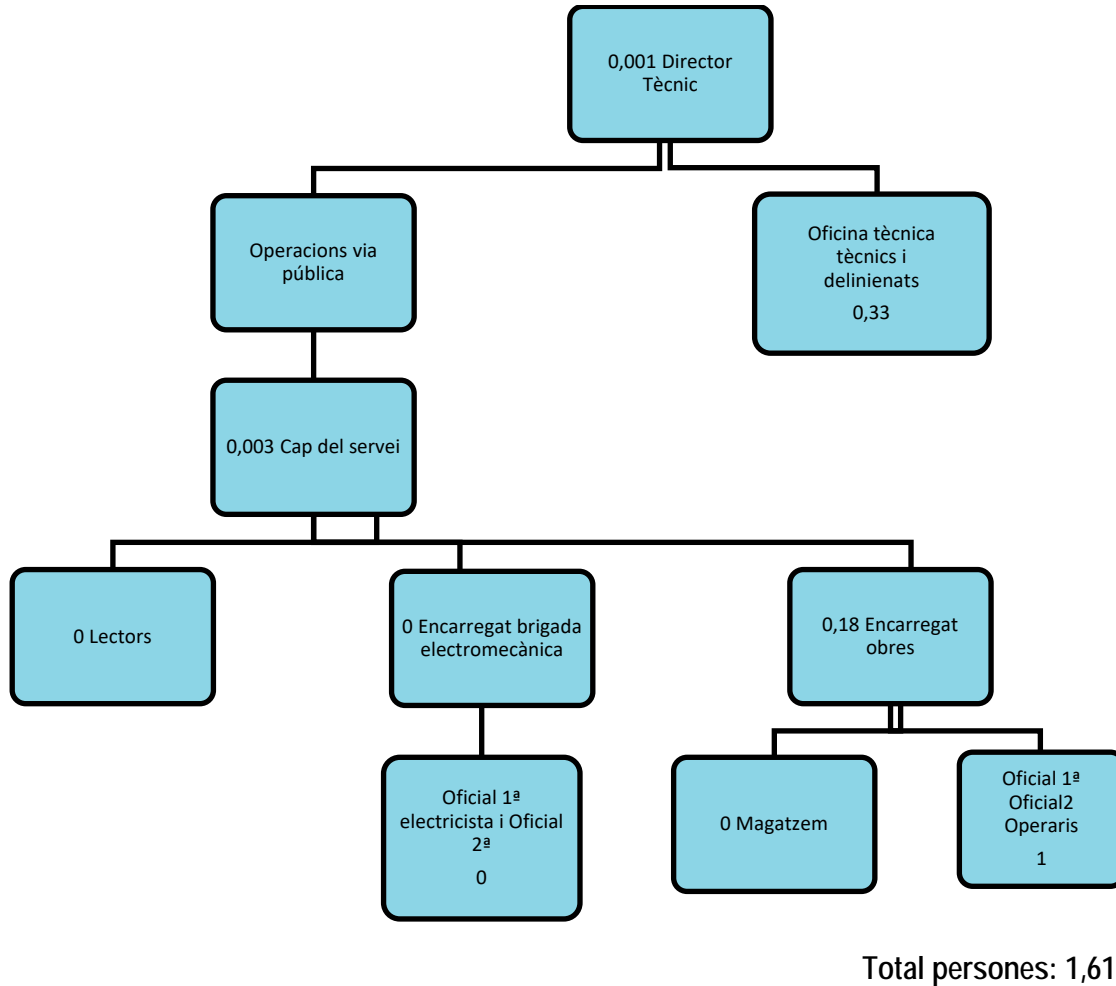 0,001 Director
Tècnic
Operacions via
pública
Oficina tècnica
tècnics i
delinienats
0,33
0,003 Cap del servei
0 Lectors
0 Encarregat brigada
electromecànica
0,18 Encarregat
obres
Oficial 1ª
electricista i Oficial
2ª
0
0 Magatzem
Oficial 1ª
Oficial2
Operaris
1
Total persones: 1,61